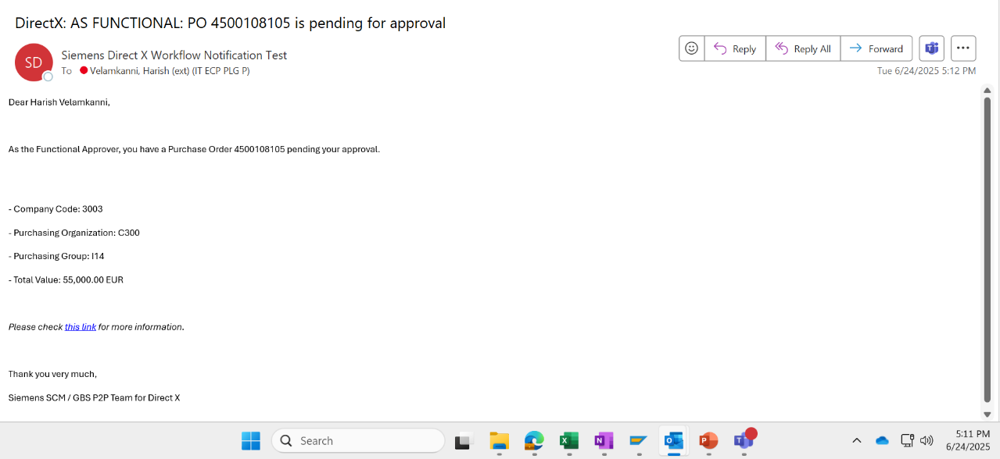 DirectX: AS FUNCTIONAL: PO 4500108105 is pending for approval
SD
Siemens Direct X Workflow Notification Test
To Velamkanni, Harish (ext) (IT ECP PLG P)
Reply
Reply All
Forward
Tue 6/24/2025 5:12 PM
Dear Harish Velamkanni,
As the Functional Approver, you have a Purchase Order 4500108105 pending your approval.
- Company Code: 3003
- Purchasing Organization: C300
- Purchasing Group: I14
- Total Value: 55,000.00 EUR
Please check this link for more information.
Thank you very much,
Siemens SCM / GBS P2P Team for Direct X
Search
5:11 PM
6/24/2025